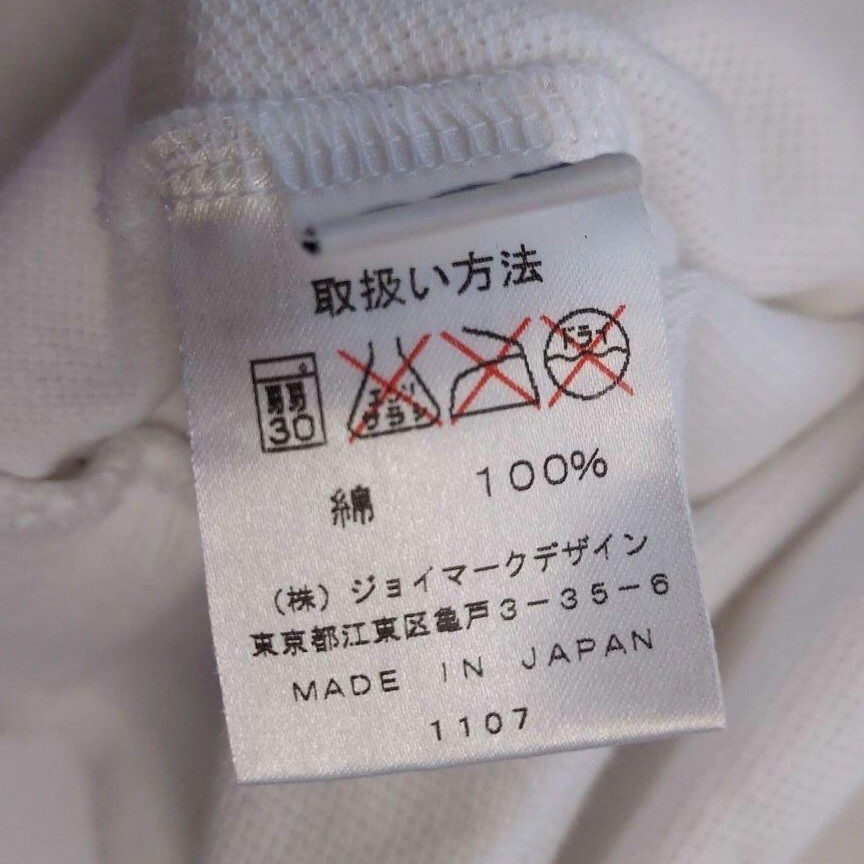 取扱い方法
弱 30 エンソ サラシ ドライ
綿 100%
(株)ジョイマークデザイン
東京都江東区亀戸3-35-6
MADE IN JAPAN
1107